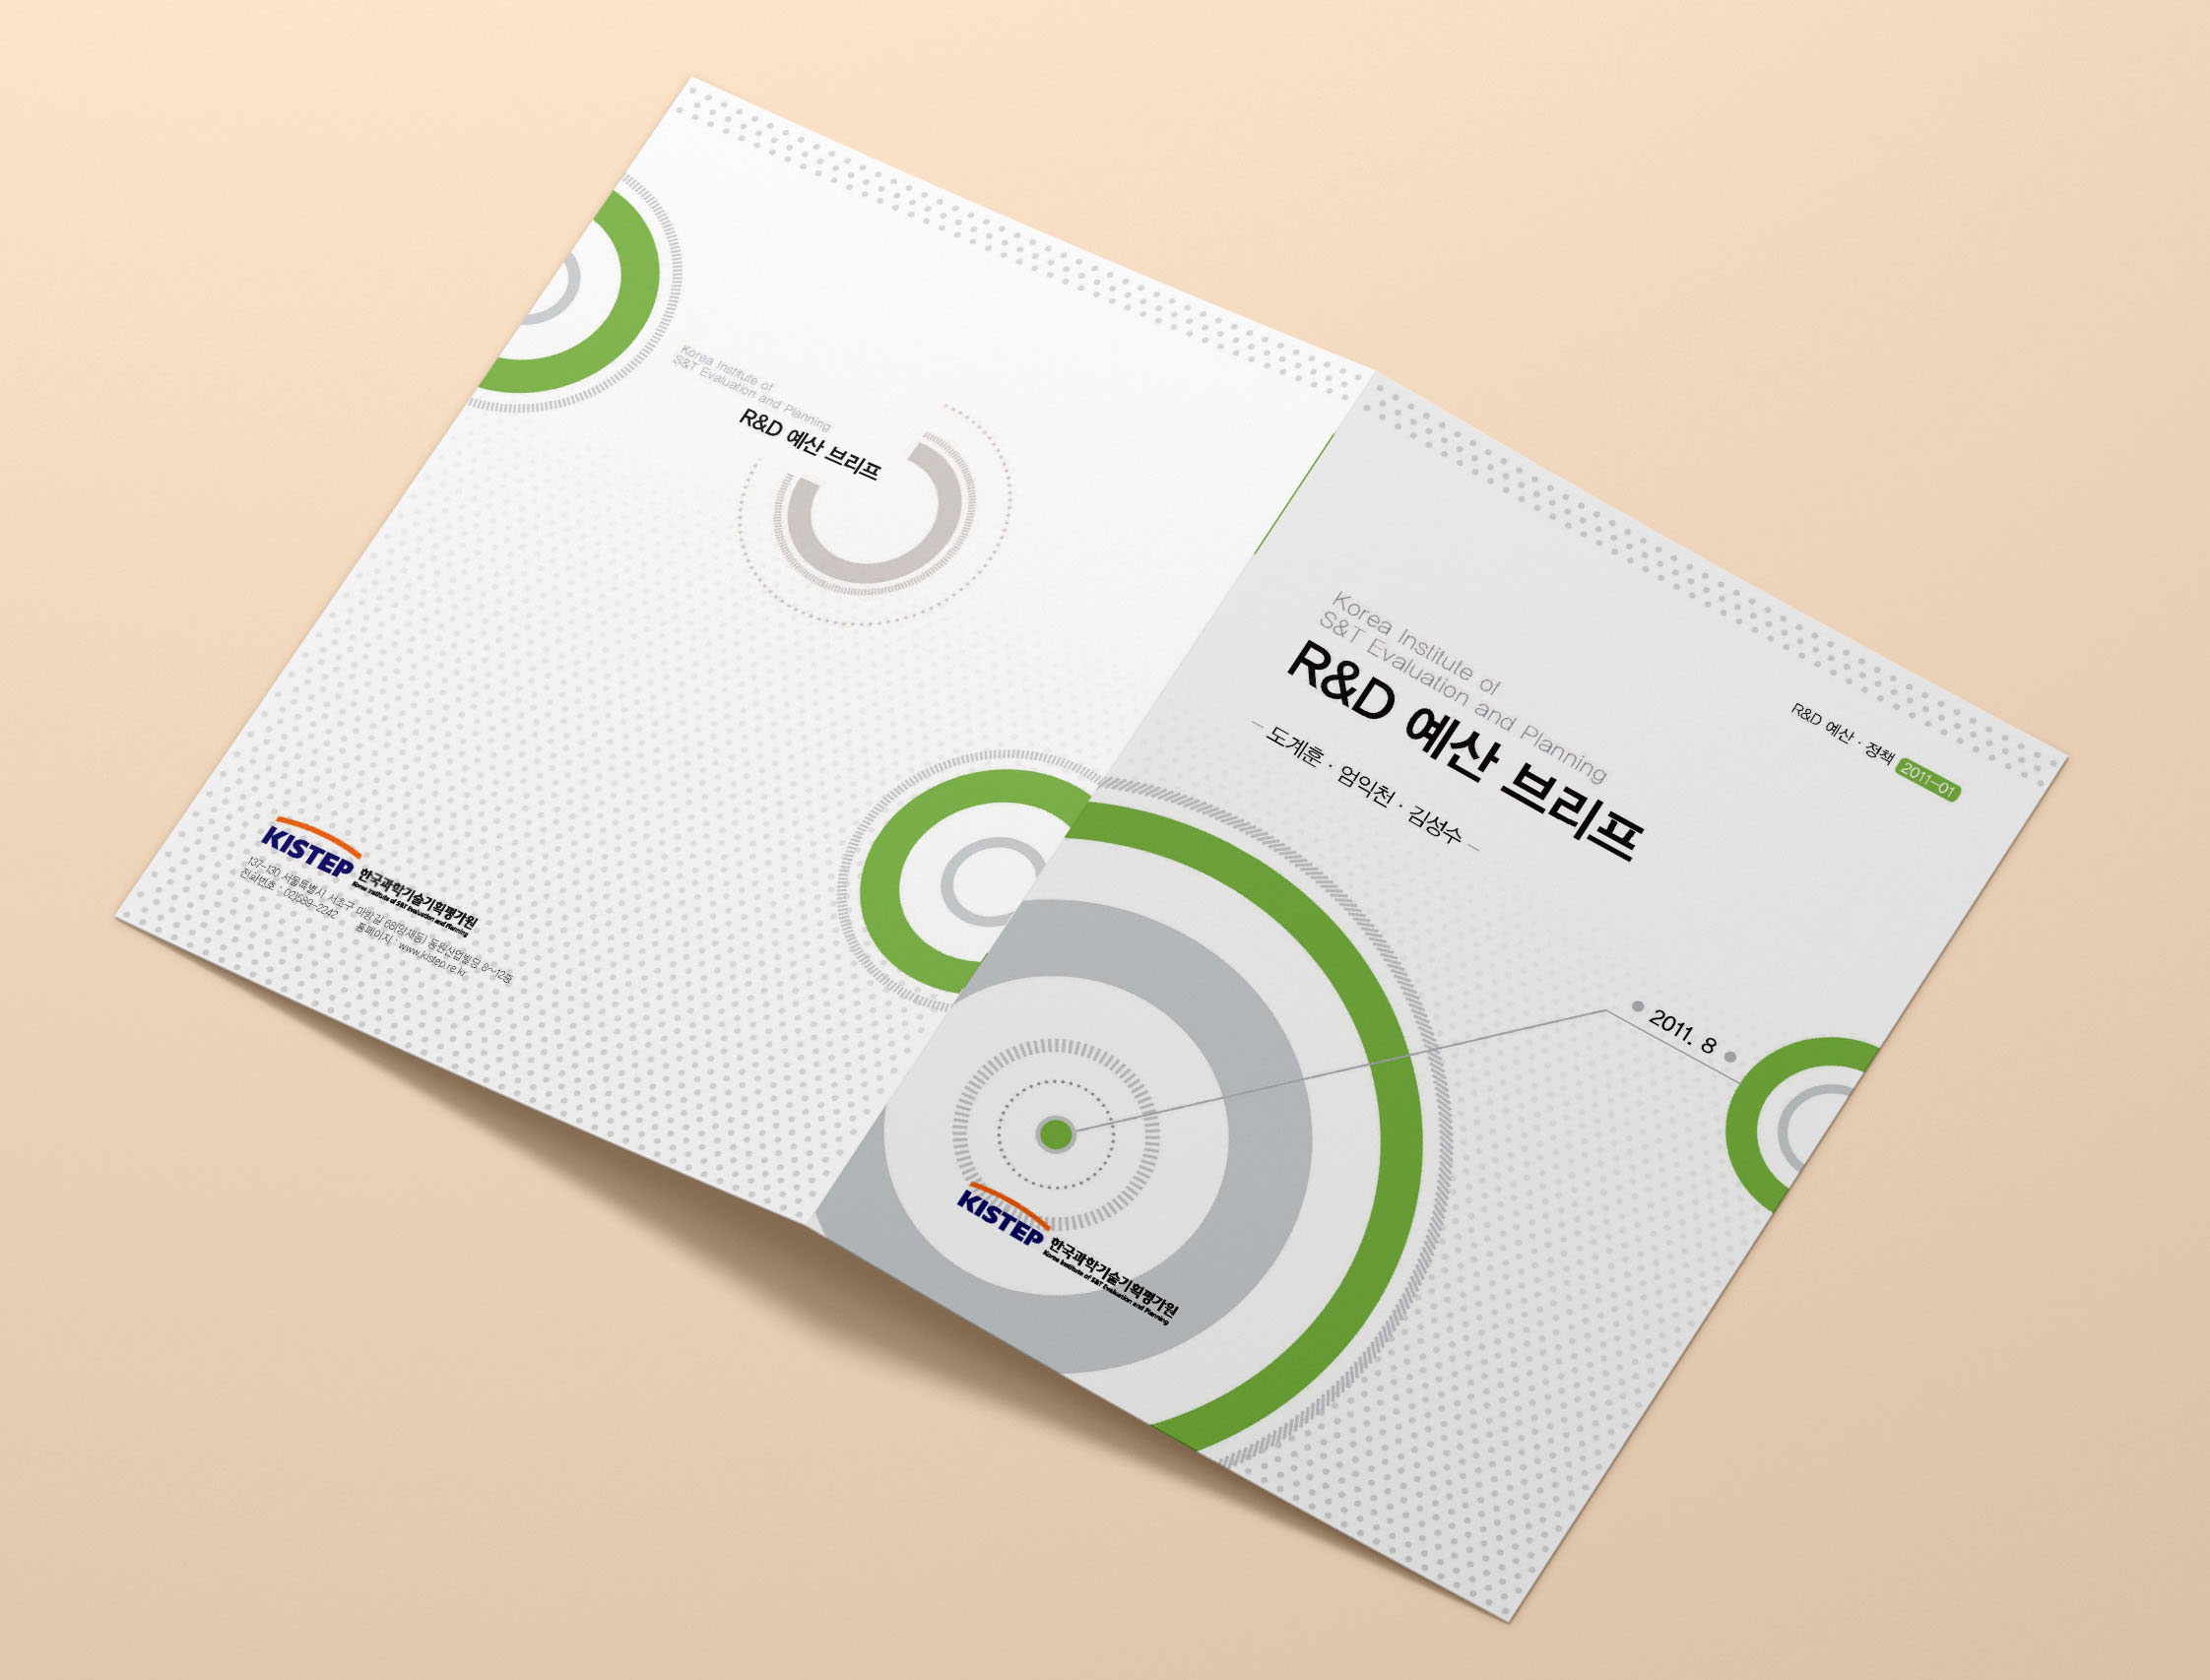 Korea Institute of
S&T Evaluation and Planning
R&D 예산 브리프
KISTEP
한국과학기술기획평가원
Korea Institute of S&T Evaluation and Planning
137-130 서울특별시 서초구 마방길 68(양재동) 동원산업빌딩 8~12층
전화번호 : 02)589-2242
홈페이지 : www.kistep.re.kr
R&D 예산 · 정책 2011-01
Korea Institute of
S&T Evaluation and Planning
R&D 예산 브리프
- 도계훈 · 엄익천 · 김성수 -
2011. 8
KISTEP
한국과학기술기획평가원
Korea Institute of S&T Evaluation and Planning